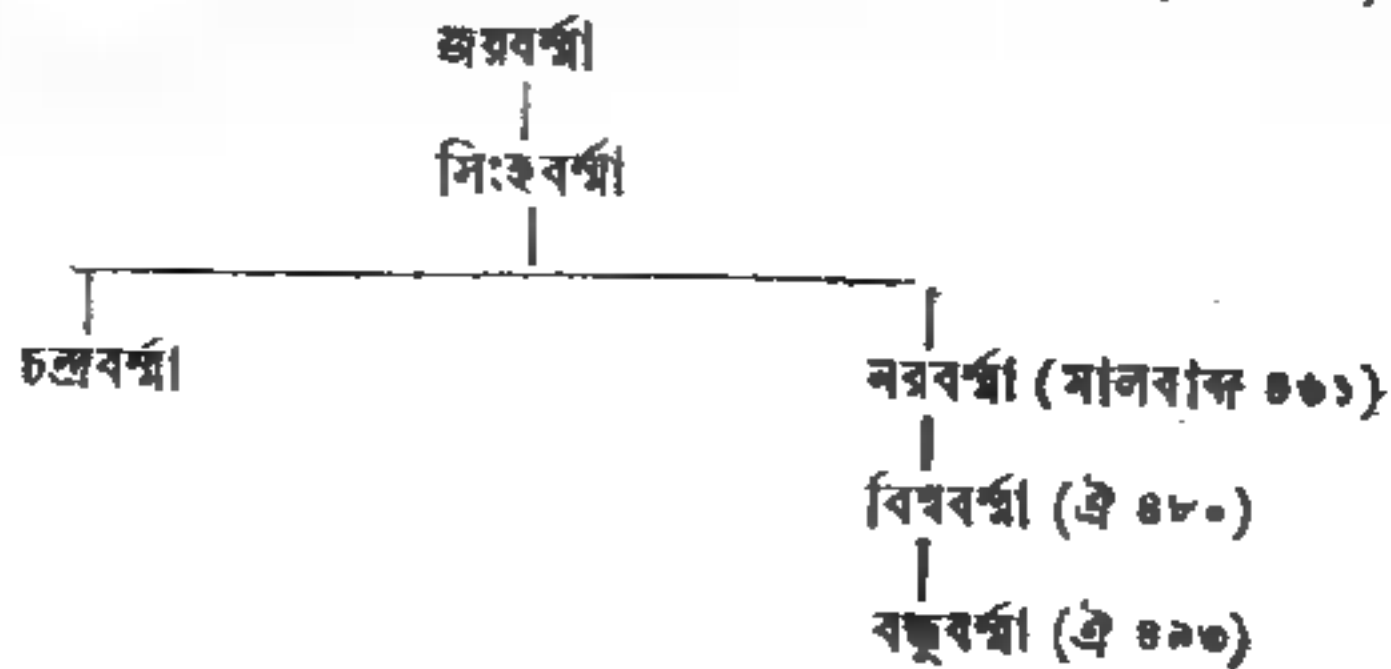 জয়বর্ম্মা
সিংহবর্ম্মা
চন্দ্রবর্ম্মা
নরবর্ম্মা (মালবাব্দ ৪৬১)
বিশ্ববর্ম্মা (ঐ ৪৮০)
বন্ধুবর্ম্মা (ঐ ৪৯৩)